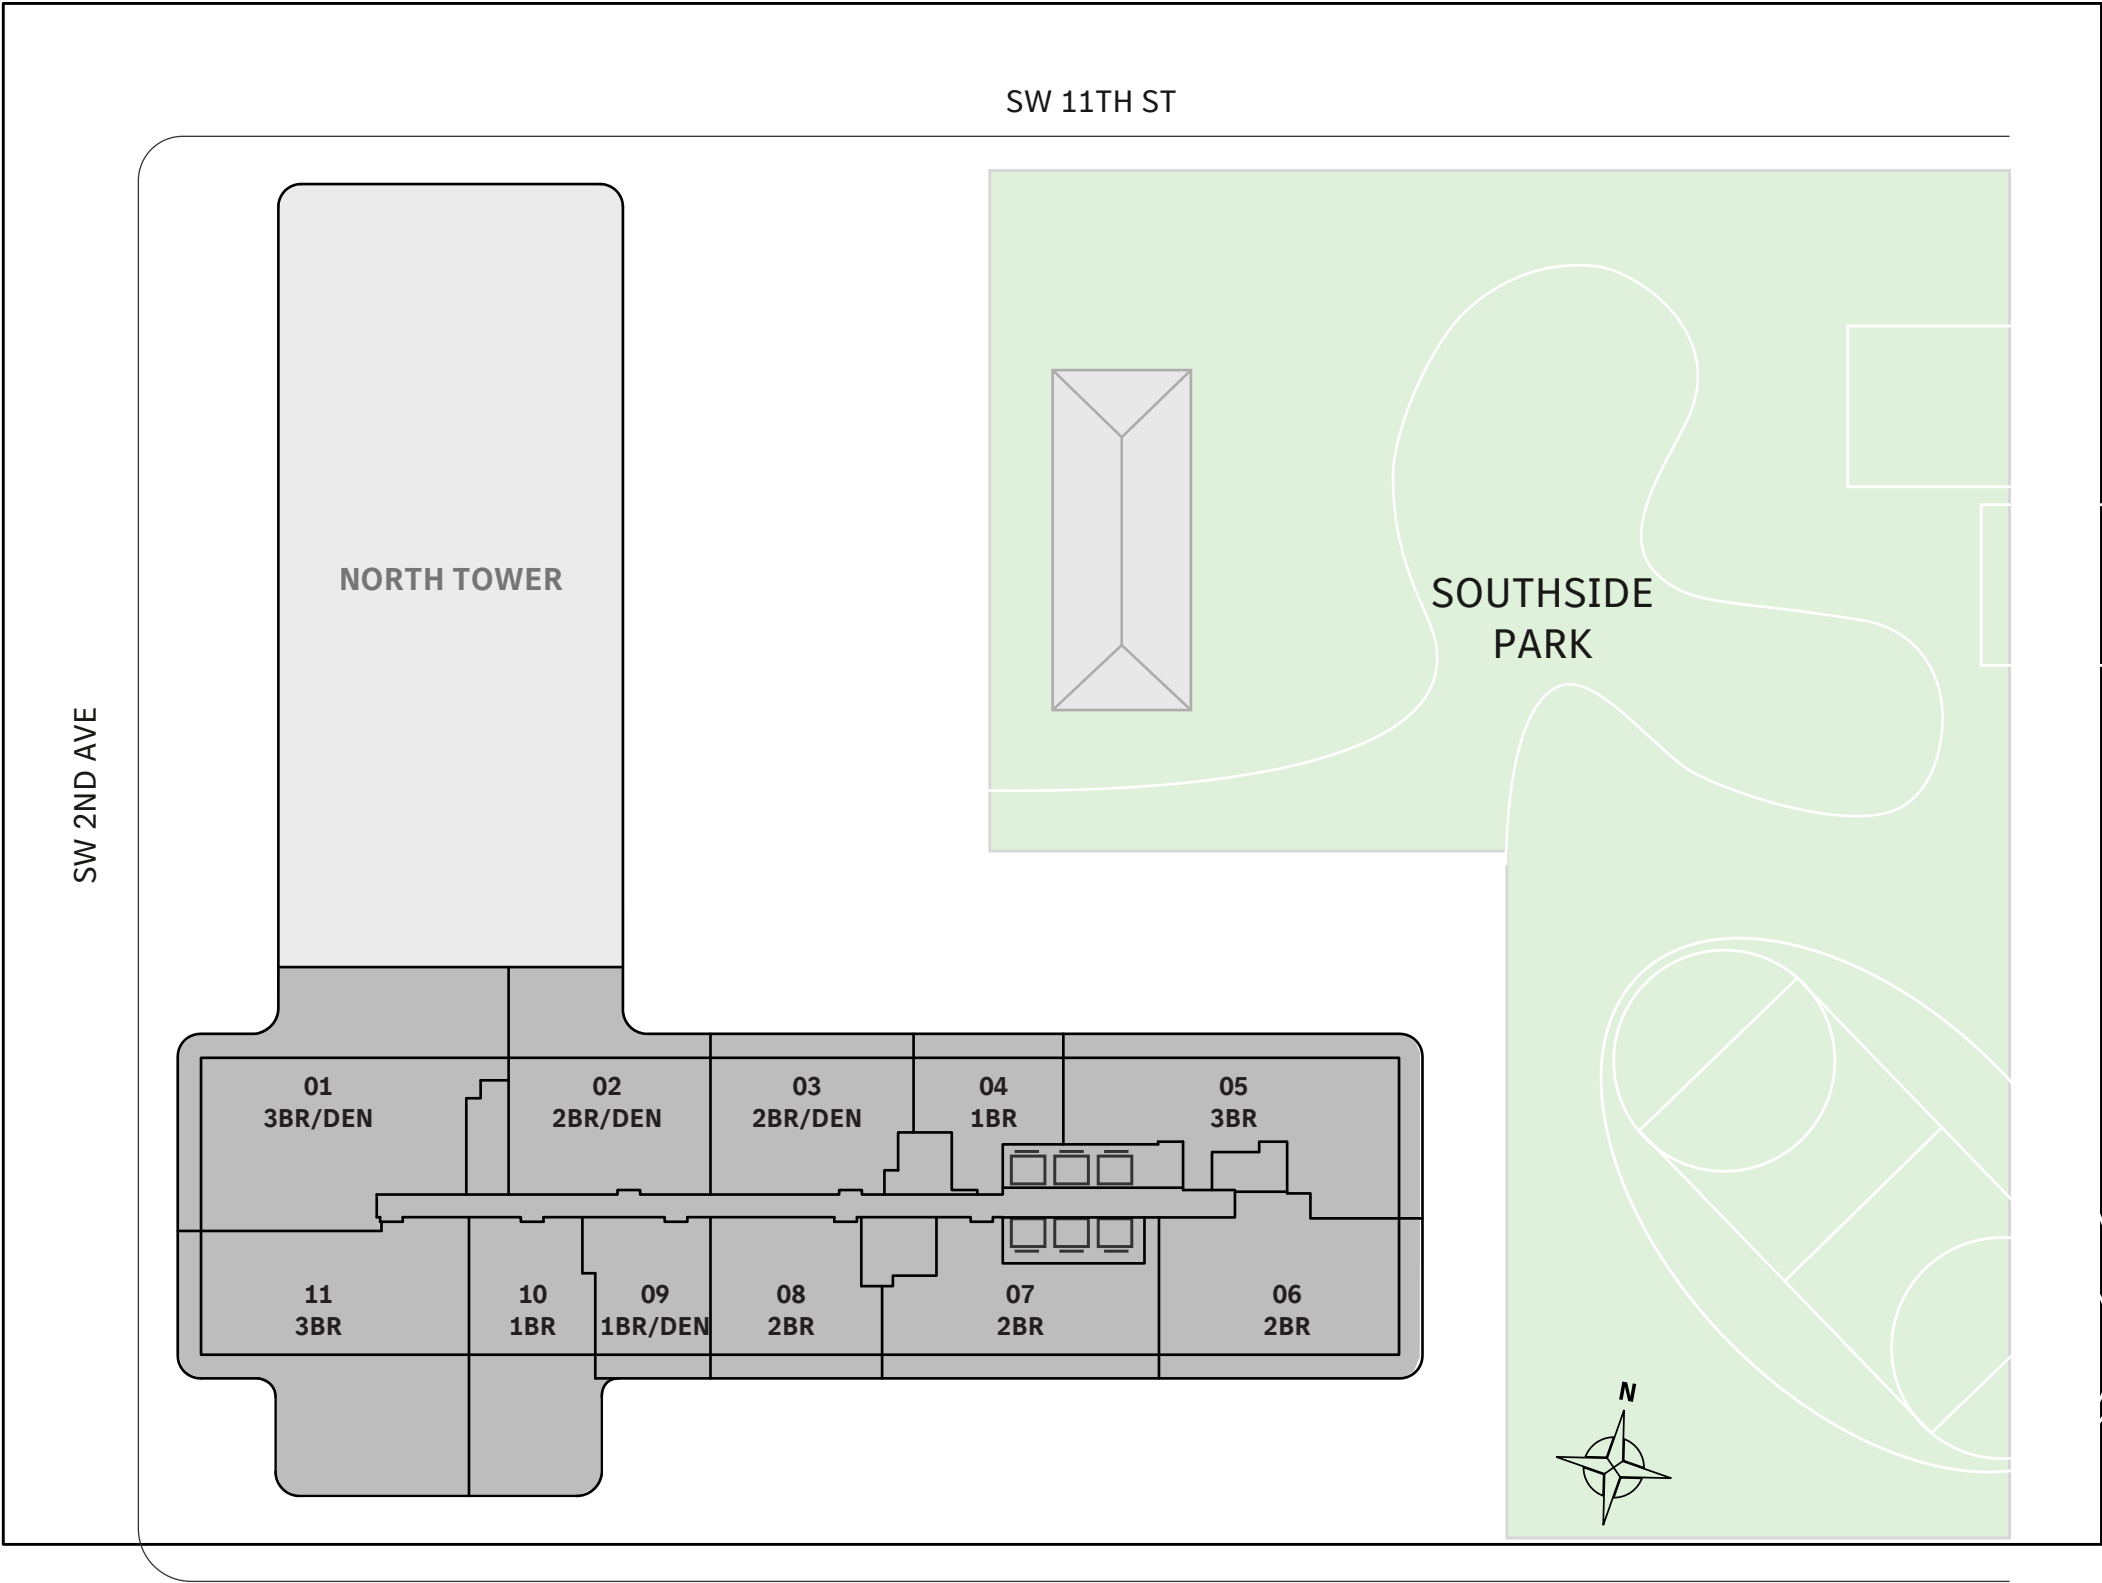 SW 11TH ST
NORTH TOWER
SOUTHSIDE
PARK
SW 2ND AVE
01
3BR/DEN
02
2BR/DEN
03
2BR/DEN
04
1BR
05
3BR
11
3BR
10
1BR
09
1BR/DEN
08
2BR
07
2BR
06
2BR
N